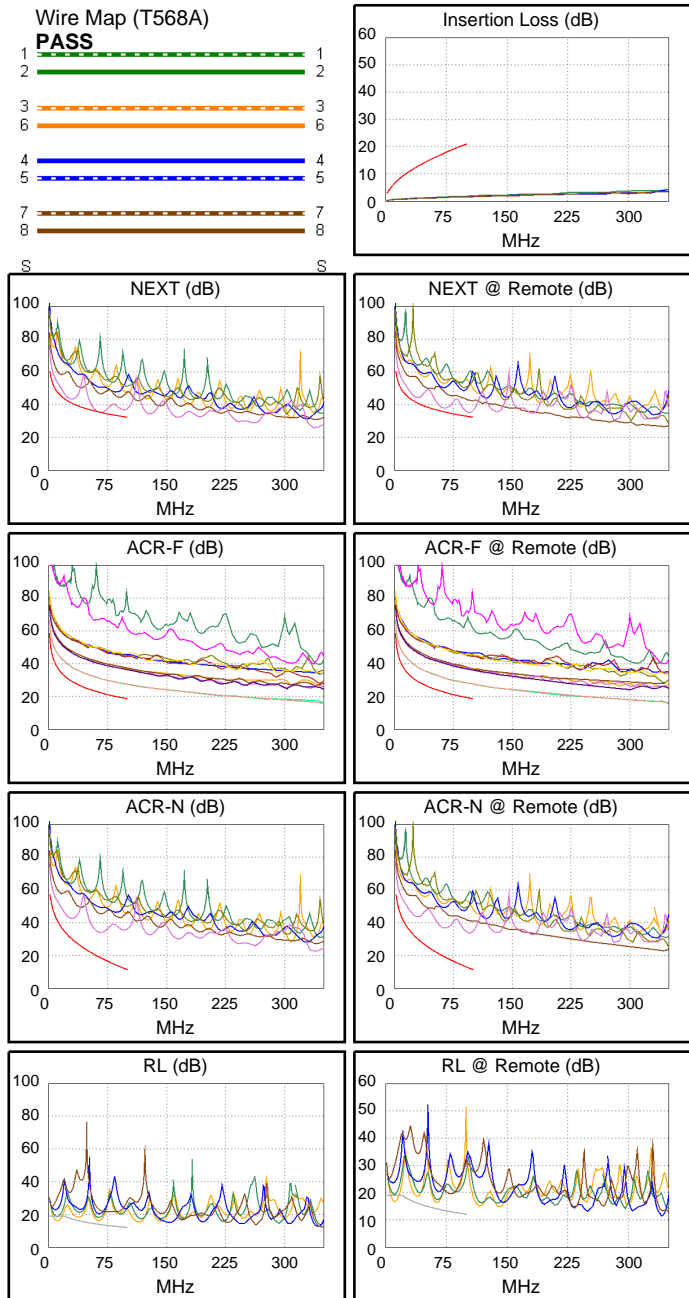 Wire Map (T568A)
PASS
1 1
2 2
3 3
6 6
4 4
5 5
7 7
8 8
S S
Insertion Loss (dB)
60
50
40
30
20
10
0
0 75 150 225 300
MHz
NEXT (dB)
100
80
60
40
20
0
0 75 150 225 300
MHz
NEXT @ Remote (dB)
100
80
60
40
20
0
0 75 150 225 300
MHz
ACR-F (dB)
100
80
60
40
20
0
0 75 150 225 300
MHz
ACR-F @ Remote (dB)
100
80
60
40
20
0
0 75 150 225 300
MHz
ACR-N (dB)
100
80
60
40
20
0
0 75 150 225 300
MHz
ACR-N @ Remote (dB)
100
80
60
40
20
0
0 75 150 225 300
MHz
RL (dB)
100
80
60
40
20
0
0 75 150 225 300
MHz
RL @ Remote (dB)
60
50
40
30
20
10
0
0 75 150 225 300
MHz